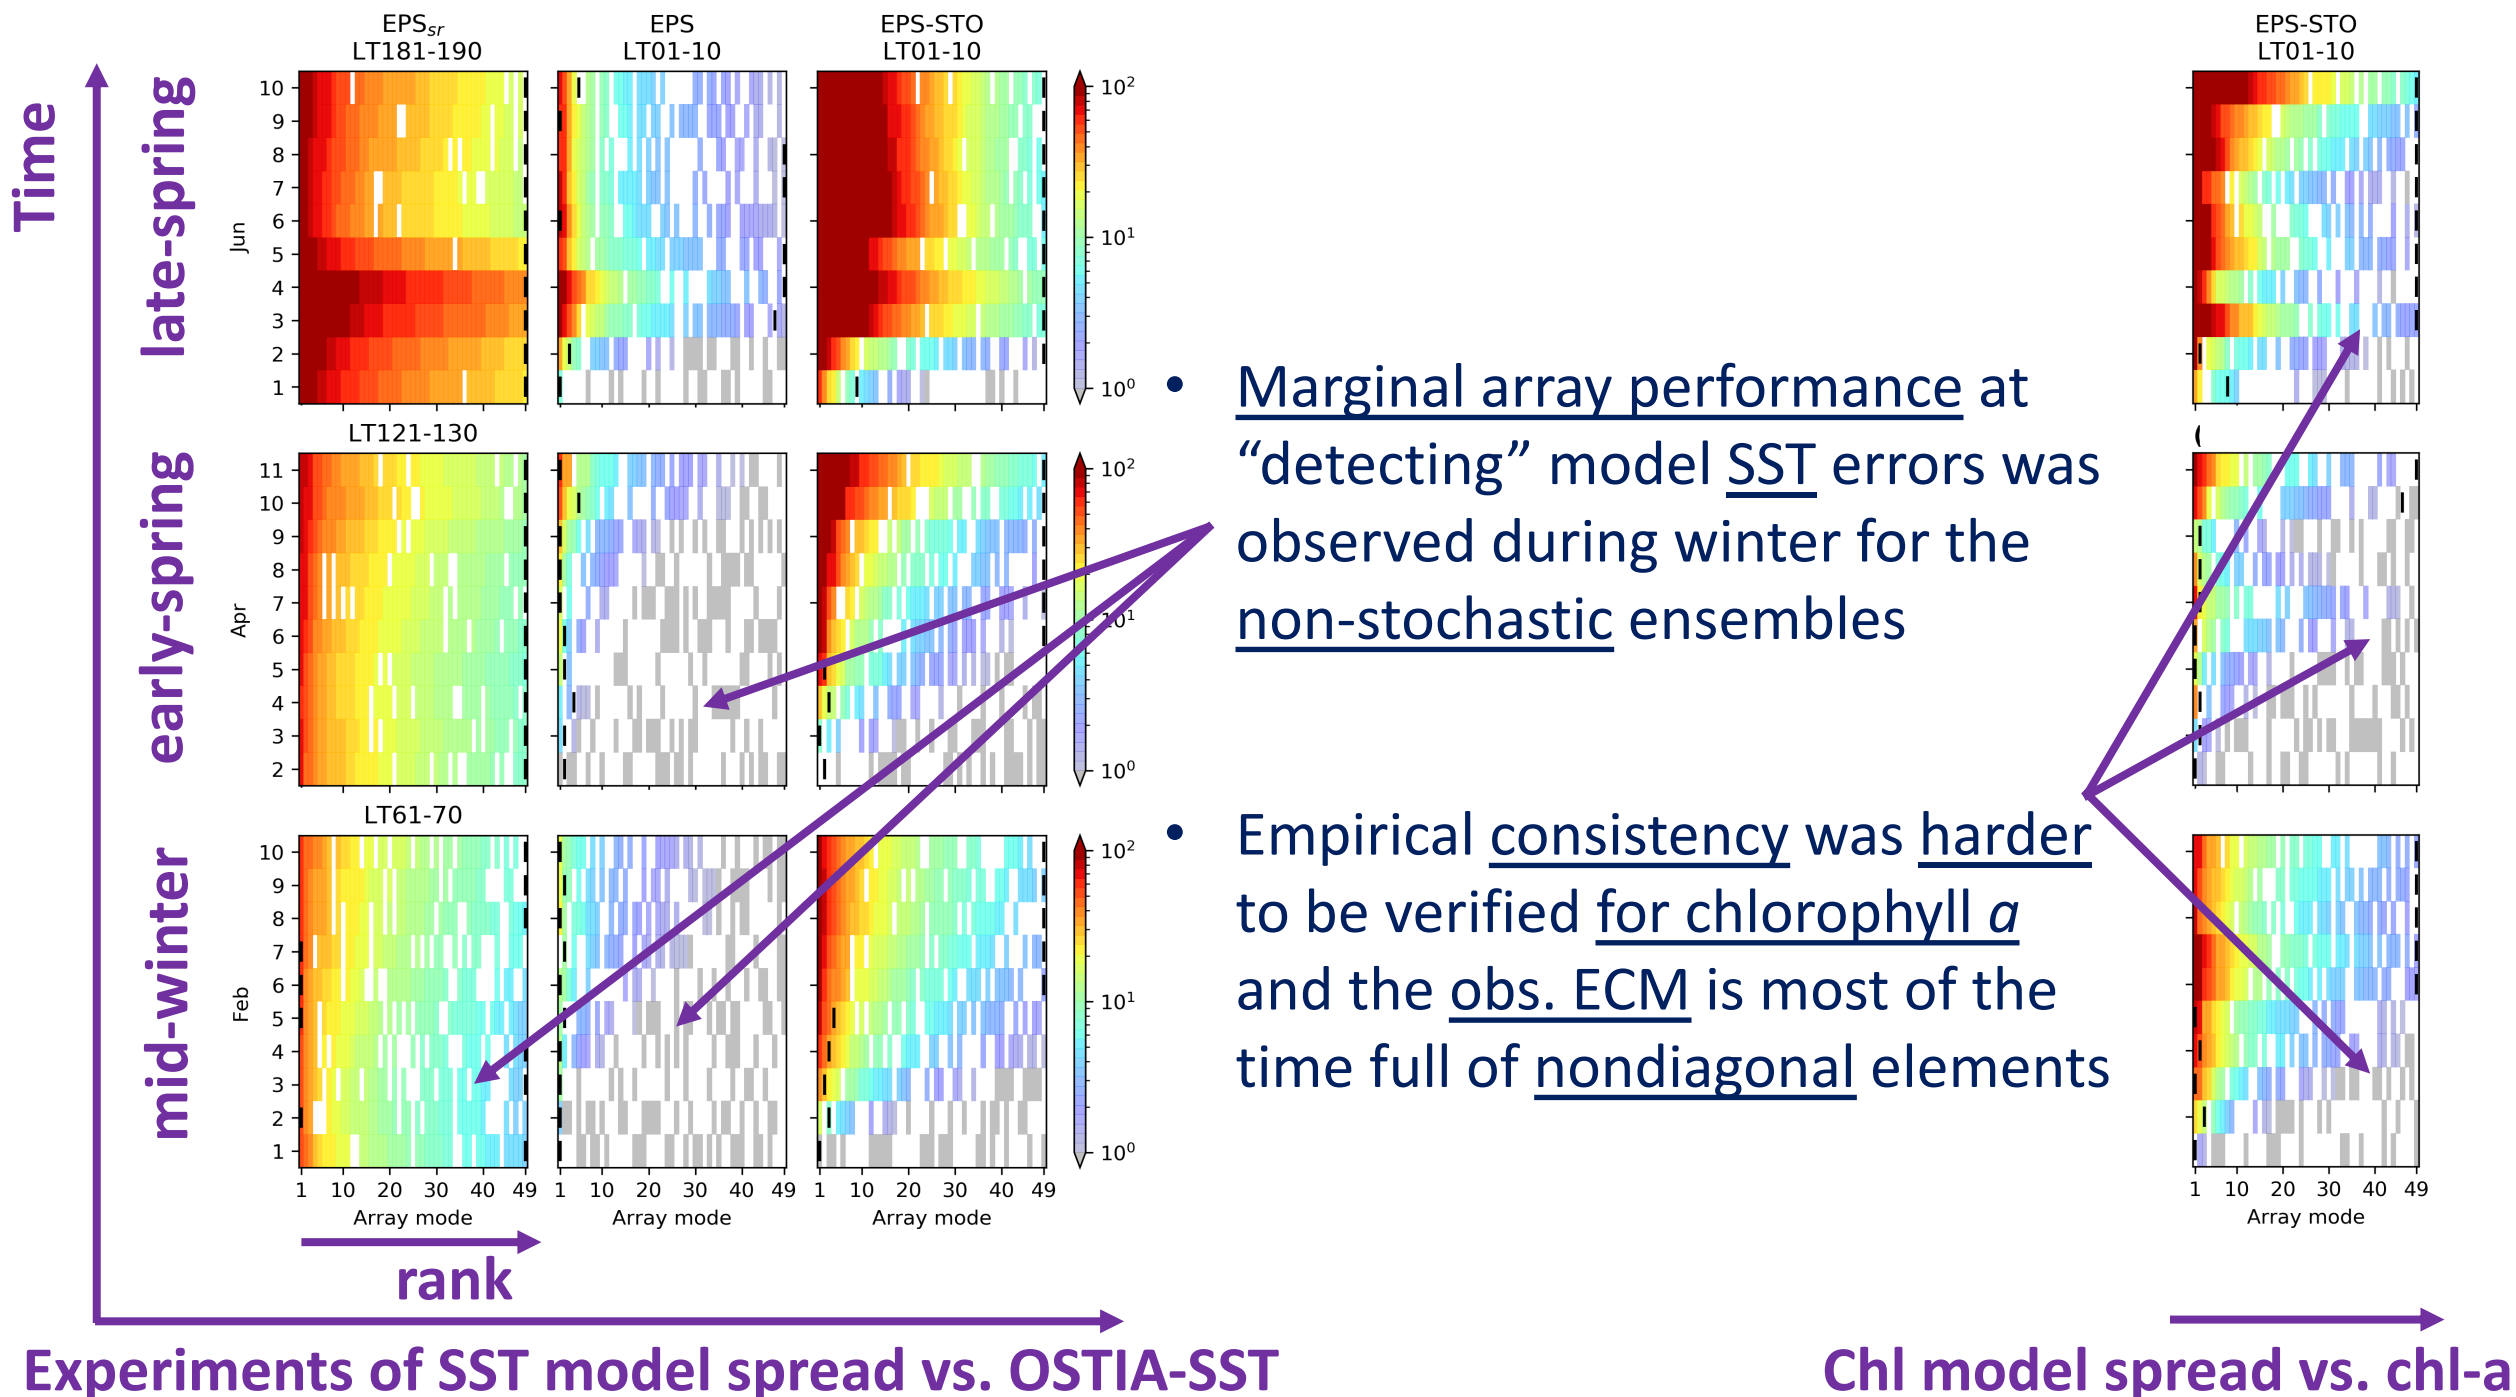 EPSsr
LT181-190
EPS
LT01-10
EPS-STO
LT01-10
EPS-STO
LT01-10
Time
late-spring
early-spring
mid-winter
Jun
10
9
8
7
6
5
4
3
2
1
10²
10¹
10⁰
LT121-130
Apr
11
10
9
8
7
6
5
4
3
2
10²
10¹
10⁰
(
LT61-70
Feb
10
9
8
7
6
5
4
3
2
1
10²
10¹
10⁰
1 10 20 30 40 49
1 10 20 30 40 49
1 10 20 30 40 49
1 10 20 30 40 49
Array mode
Array mode
Array mode
Array mode
rank
• Marginal array performance at
“detecting” model SST errors was
observed during winter for the
non-stochastic ensembles
• Empirical consistency was harder
to be verified for chlorophyll a
and the obs. ECM is most of the
time full of nondiagonal elements
Experiments of SST model spread vs. OSTIA-SST
Chl model spread vs. chl-a